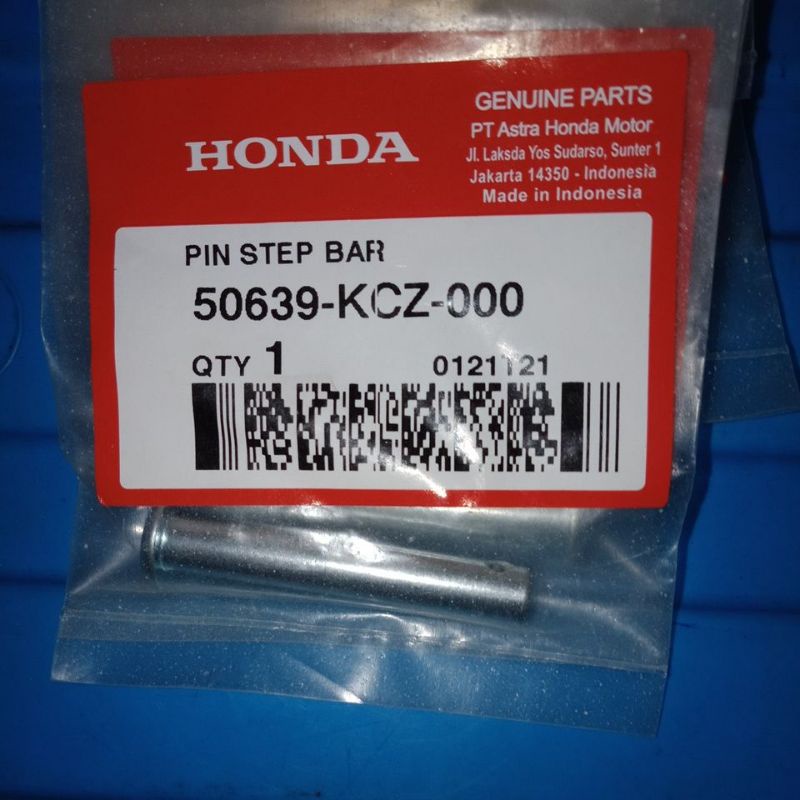 HONDA
GENUINE PARTS
PT Astra Honda Motor
Jl. Laksda Yos Sudarso, Sunter 1
Jakarta 14350 - Indonesia
Made in Indonesia
PIN STEP BAR
50639-KCZ-000
QTY 1 0121T21